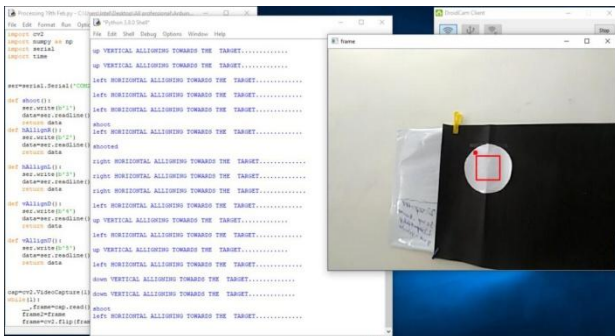 Processing 19th Feb.py - C:\Users\
File Edit Format Run Optio
import cv2
import numpy as np
import serial
import time
def shoot():
ser.write(b"1")
data=ser.readline()
return data
def hAllignR():
ser.write(b"2")
data=ser.readline()
return data
def hAllignL():
ser.write(b"3")
data=ser.readline()
return data
def vAllignD():
ser.write(b"4")
data=ser.readline()
return data
def vAllignU():
ser.write(b"5")
data=ser.readline()
return data
cap=cv2.VideoCapture(1)
while(1):
_,frame=cap.read()
frame2=frame
frame=cv2.flip(frame
*Python 3.8.0 Shell*
File Edit Shell Debug Options Window Help
up VERTICAL ALLIGNING TOWARDS THE TARGET.............
up VERTICAL ALLIGNING TOWARDS THE TARGET.............
left HORIZONTAL ALLIGNING TOWARDS THE TARGET.............
left HORIZONTAL ALLIGNING TOWARDS THE TARGET.............
left HORIZONTAL ALLIGNING TOWARDS THE TARGET.............
shoot
left HORIZONTAL ALLIGNING TOWARDS THE TARGET.............
shooted
right HORIZONTAL ALLIGNING TOWARDS THE TARGET.............
right HORIZONTAL ALLIGNING TOWARDS THE TARGET.............
right HORIZONTAL ALLIGNING TOWARDS THE TARGET.............
left HORIZONTAL ALLIGNING TOWARDS THE TARGET.............
up VERTICAL ALLIGNING TOWARDS THE TARGET.............
left HORIZONTAL ALLIGNING TOWARDS THE TARGET.............
up VERTICAL ALLIGNING TOWARDS THE TARGET.............
left HORIZONTAL ALLIGNING TOWARDS THE TARGET.............
down VERTICAL ALLIGNING TOWARDS THE TARGET.............
down VERTICAL ALLIGNING TOWARDS THE TARGET.............
shoot
left HORIZONTAL ALLIGNING TOWARDS THE TARGET.............
frame
DroidCam Client
Stop